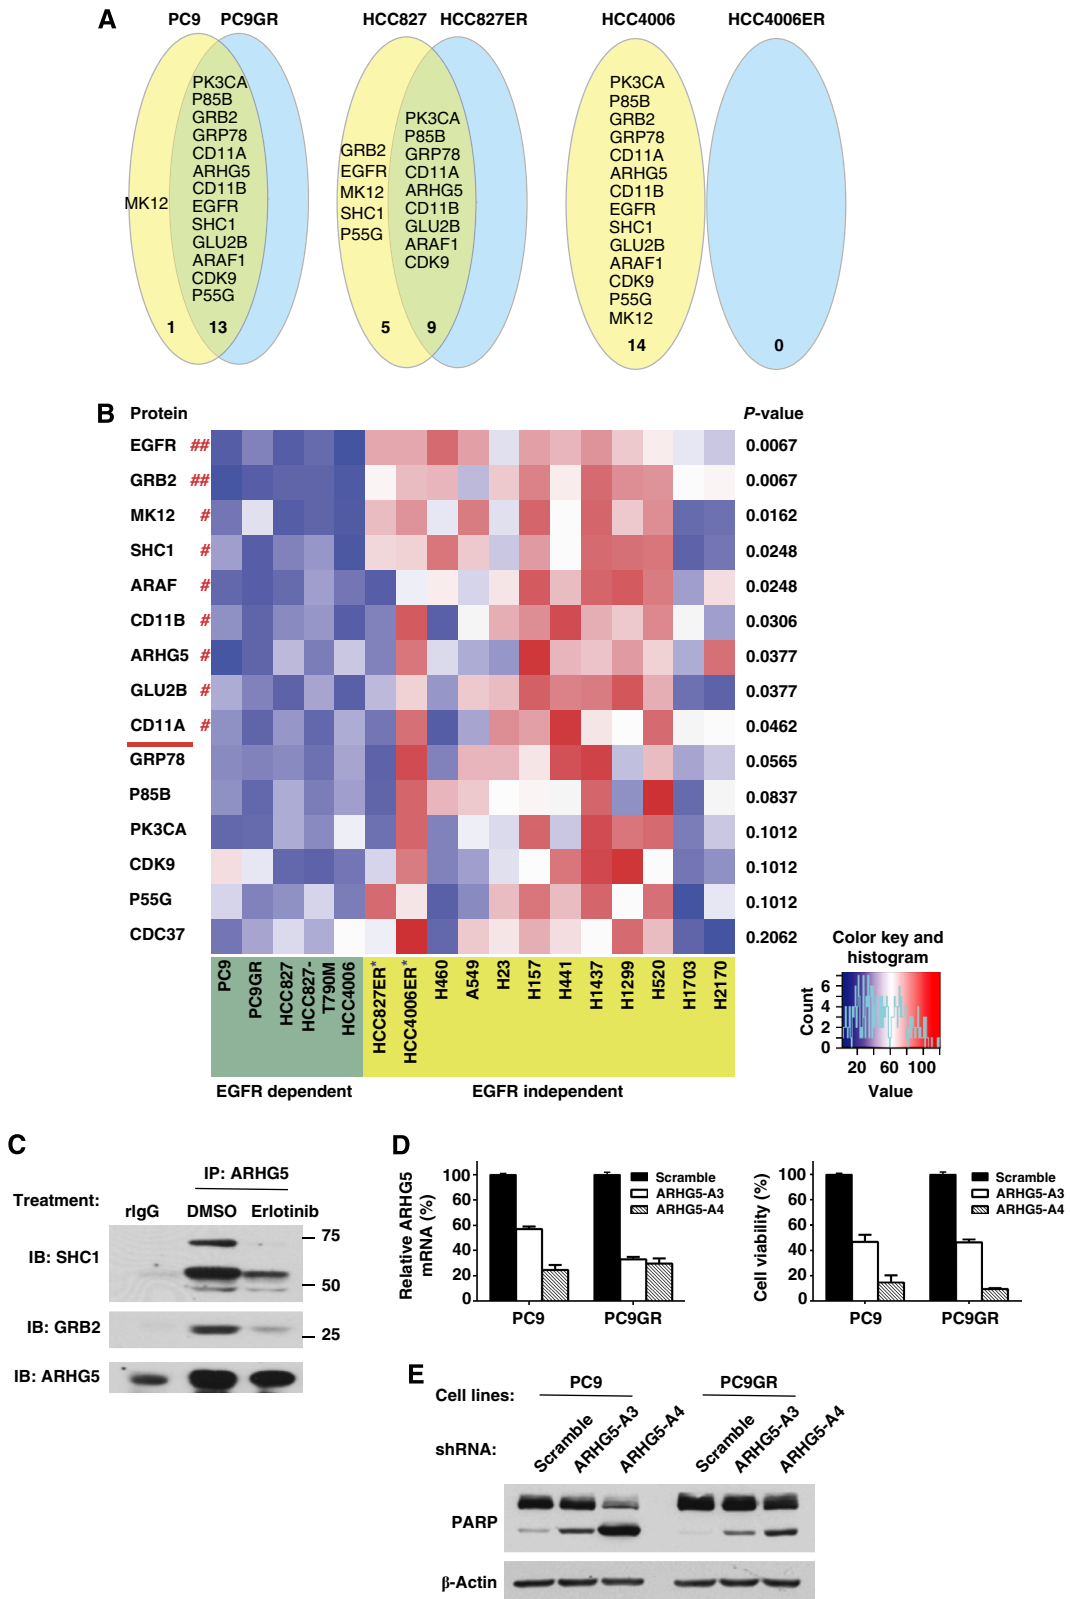 A
PC9 PC9GR
MK12
PK3CA
P85B
GRB2
GRP78
CD11A
ARHG5
CD11B
EGFR
SHC1
GLU2B
ARAF1
CDK9
P55G
1 13
HCC827 HCC827ER
GRB2
EGFR
MK12
SHC1
P55G
PK3CA
P85B
GRP78
CD11A
ARHG5
CD11B
GLU2B
ARAF1
CDK9
5 9
HCC4006 HCC4006ER
PK3CA
P85B
GRB2
GRP78
CD11A
ARHG5
CD11B
EGFR
SHC1
GLU2B
ARAF1
CDK9
P55G
MK12
14 0
B Protein P-value
EGFR ## 0.0067
GRB2 ## 0.0067
MK12 # 0.0162
SHC1 # 0.0248
ARAF # 0.0248
CD11B # 0.0306
ARHG5 # 0.0377
GLU2B # 0.0377
CD11A # 0.0462
GRP78 0.0565
P85B 0.0837
PK3CA 0.1012
CDK9 0.1012
P55G 0.1012
CDC37 0.2062
PC9
PC9GR
HCC827
HCC827-
T790M
HCC4006
HCC827ER*
HCC4006ER*
H460
A549
H23
H157
H441
H1437
H1299
H520
H1703
H2170
EGFR dependent EGFR independent
Color key and
histogram
Count
6
4
2
0
20 60 100
Value
C
IP: ARHG5
Treatment: rIgG DMSO Erlotinib
IB: SHC1
75
50
IB: GRB2
25
IB: ARHG5
D
Relative ARHG5
mRNA (%)
100
80
60
40
20
0
Scramble
ARHG5-A3
ARHG5-A4
PC9 PC9GR
Cell viability (%)
100
80
60
40
20
0
Scramble
ARHG5-A3
ARHG5-A4
PC9 PC9GR
E
Cell lines: PC9 PC9GR
shRNA: Scramble ARHG5-A3 ARHG5-A4 Scramble ARHG5-A3 ARHG5-A4
PARP
β-Actin